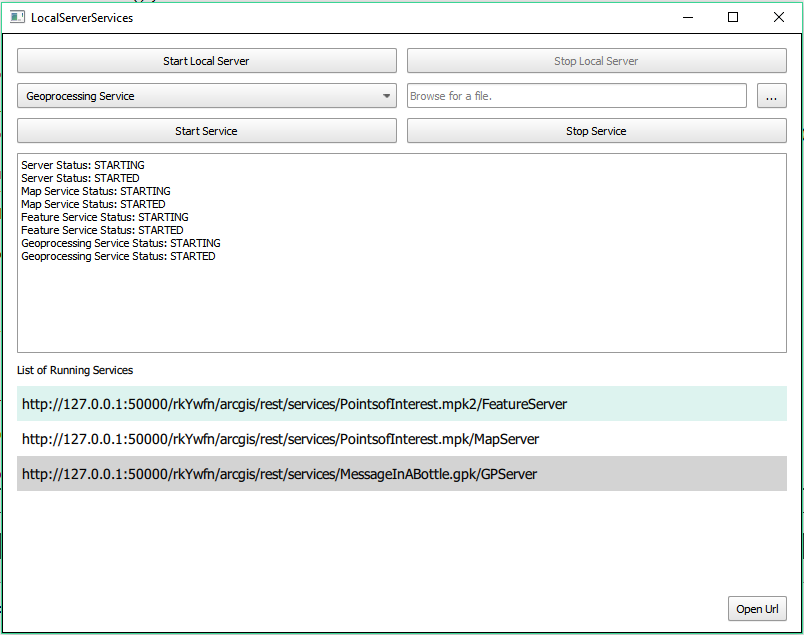 LocalServerServices
Start Local Server
Stop Local Server
Geoprocessing Service
Browse for a file.
...
Start Service
Stop Service
Server Status: STARTING
Server Status: STARTED
Map Service Status: STARTING
Map Service Status: STARTED
Feature Service Status: STARTING
Feature Service Status: STARTED
Geoprocessing Service Status: STARTING
Geoprocessing Service Status: STARTED
List of Running Services
http://127.0.0.1:50000/rkYwfn/arcgis/rest/services/PointsofInterest.mpk2/FeatureServer
http://127.0.0.1:50000/rkYwfn/arcgis/rest/services/PointsofInterest.mpk/MapServer
http://127.0.0.1:50000/rkYwfn/arcgis/rest/services/MessageInABottle.gpk/GPServer
Open Url